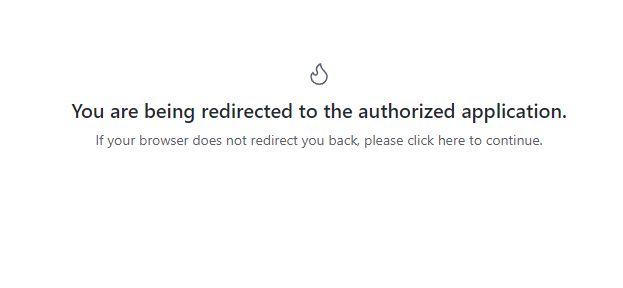 You are being redirected to the authorized application.
If your browser does not redirect you back, please click here to continue.